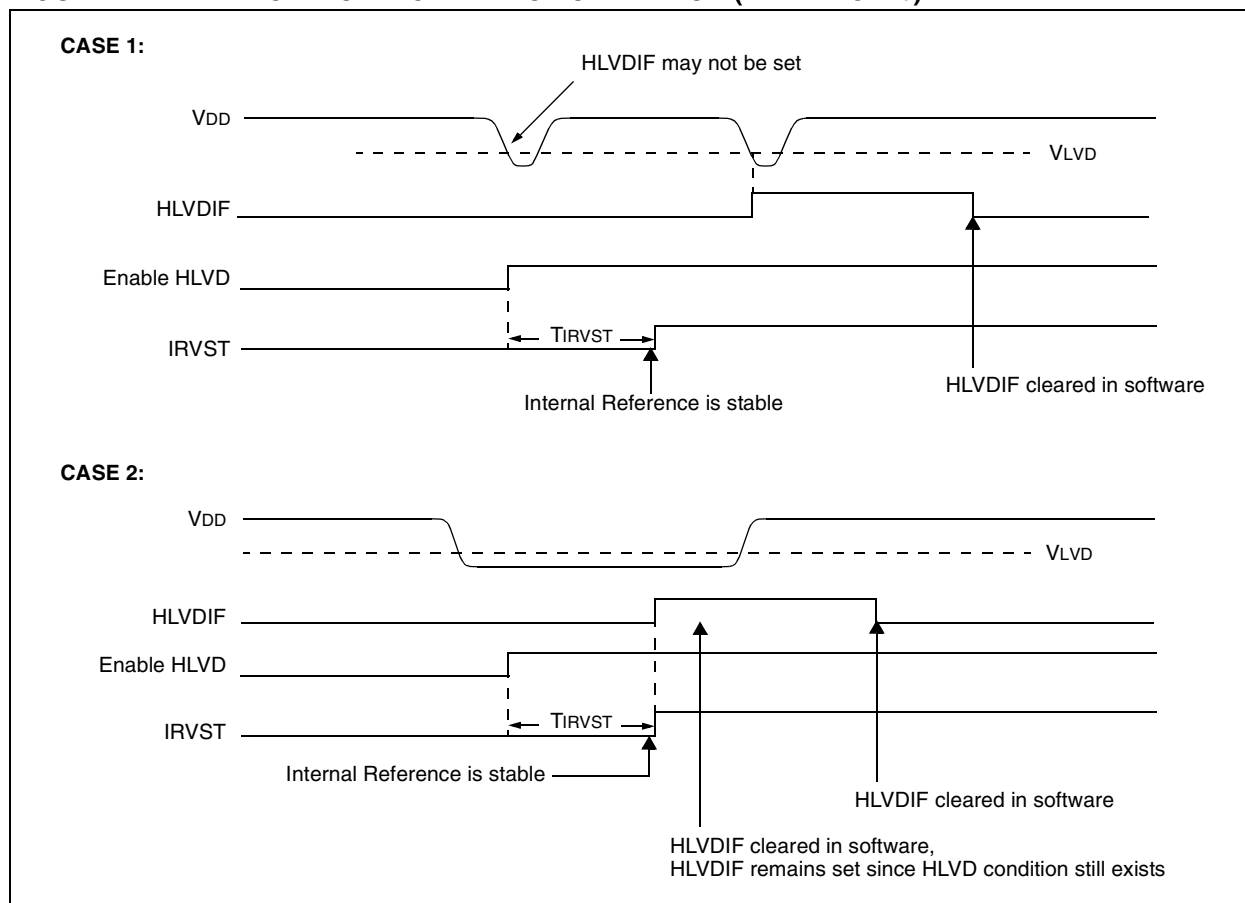 CASE 1:
HLVDIF may not be set
VDD
VLVD
HLVDIF
Enable HLVD
TIRVST
IRVST
HLVDIF cleared in software
Internal Reference is stable
CASE 2:
VDD
VLVD
HLVDIF
Enable HLVD
TIRVST
IRVST
Internal Reference is stable
HLVDIF cleared in software
HLVDIF cleared in software,
HLVDIF remains set since HLVD condition still exists